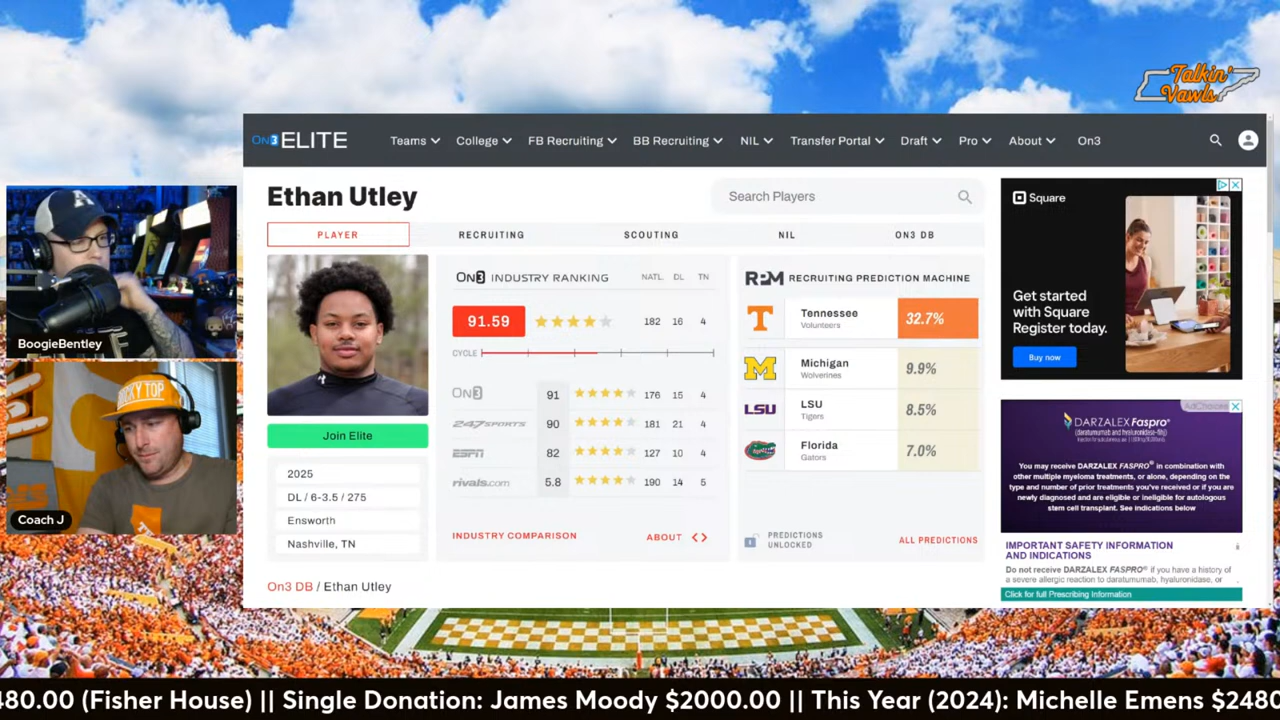 Talkin'
Vawls
On3 ELITE
Teams College FB Recruiting BB Recruiting NIL Transfer Portal Draft Pro About On3
Ethan Utley
Search Players
PLAYER RECRUITING SCOUTING NIL ON3 DB
On3 INDUSTRY RANKING NATL DL TN
91.59 182 16 4
CYCLE
On3 91 176 15 4
247SPORTS 90 181 21 4
ESPN 82 127 10 4
rivals.com 5.8 190 14 5
INDUSTRY COMPARISON ABOUT
RPM RECRUITING PREDICTION MACHINE
T Tennessee 32.7%
Volunteers
M Michigan 9.9%
Wolverines
LSU LSU 8.5%
Tigers
Florida 7.0%
Gators
PREDICTIONS
UNLOCKED
ALL PREDICTIONS
Join Elite
2025
DL / 6-3.5 / 275
Ensworth
Nashville, TN
On3 DB / Ethan Utley
Square
Get started
with Square
Register today.
Buy now
AdChoices
DARZALEX Faspro®
(daratumumab and hyaluronidase-fihj)
You may receive DARZALEX FASPRO® in combination with
other multiple myeloma treatments, or alone, depending on the
type and number of prior treatments you've received or if you are
newly diagnosed and are eligible or ineligible for autologous
stem cell transplant. See indications below
IMPORTANT SAFETY INFORMATION
AND INDICATIONS
Do not receive DARZALEX FASPRO® if you have a history of
a severe allergic reaction to daratumumab, hyaluronidase, or
Click for full Prescribing Information
A
BoogieBentley
ROCKY TOP
Coach J
480.00 (Fisher House) || Single Donation: James Moody $2000.00 || This Year (2024): Michelle Emens $2480